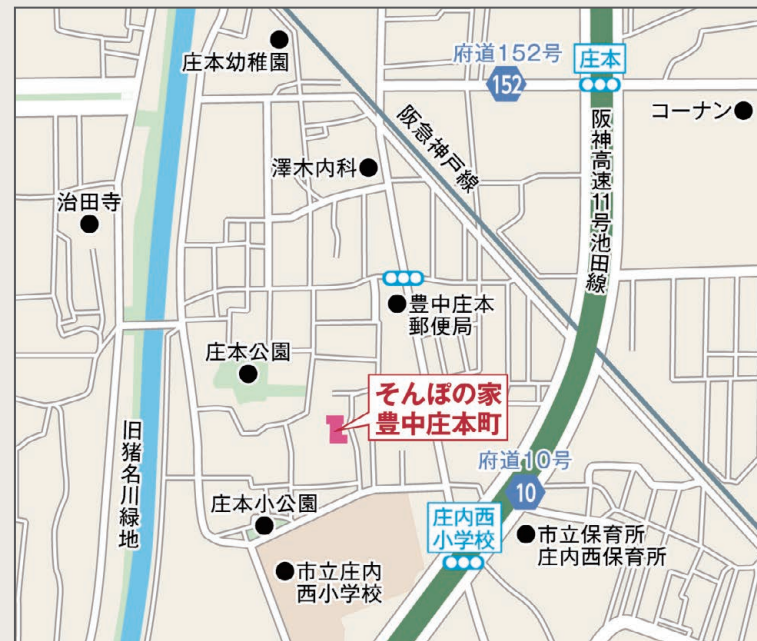 庄本幼稚園
府道152号
152
庄本
コーナン
阪急神戸線
阪神高速11号池田線
澤木内科
治田寺
豊中庄本
郵便局
庄本公園
そんぽの家
豊中庄本町
旧猪名川緑地
府道10号
10
庄本小公園
庄内西
小学校
市立保育所
庄内西保育所
市立庄内
西小学校